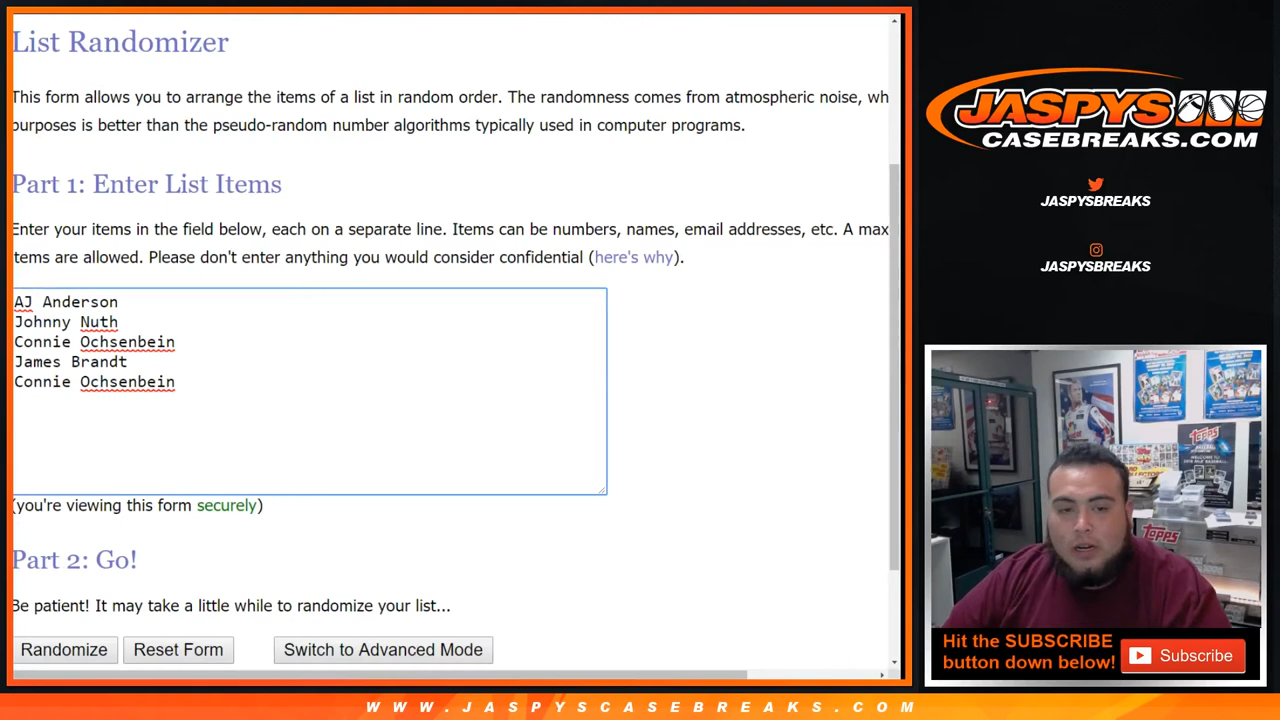 List Randomizer
This form allows you to arrange the items of a list in random order. The randomness comes from atmospheric noise, wh
purposes is better than the pseudo-random number algorithms typically used in computer programs.
Part 1: Enter List Items
Enter your items in the field below, each on a separate line. Items can be numbers, names, email addresses, etc. A max
items are allowed. Please don't enter anything you would consider confidential (here's why).
AJ Anderson
Johnny Nuth
Connie Ochsenbein
James Brandt
Connie Ochsenbein
(you're viewing this form securely)
Part 2: Go!
Be patient! It may take a little while to randomize your list...
Randomize
Reset Form
Switch to Advanced Mode
JASPYS
CASEBREAKS.COM
JASPYSBREAKS
JASPYSBREAKS
TOPPS
topps
Hit the SUBSCRIBE
button down below!
Subscribe
WWW.JASPYSCASEBREAKS.COM